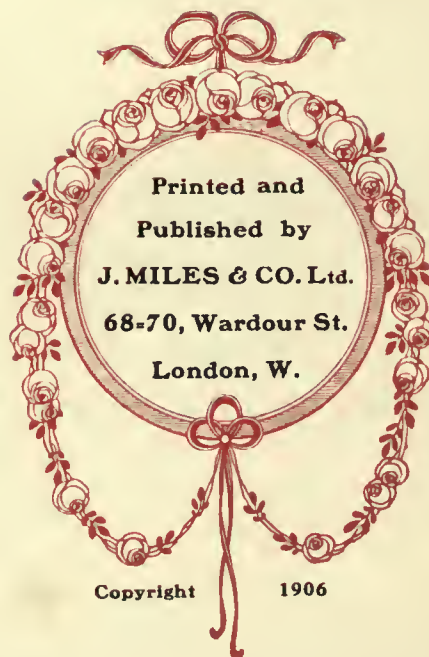 Printed and
Published by
J. MILES & CO. Ltd.
68=70, Wardour St.
London, W.
Copyright 1906